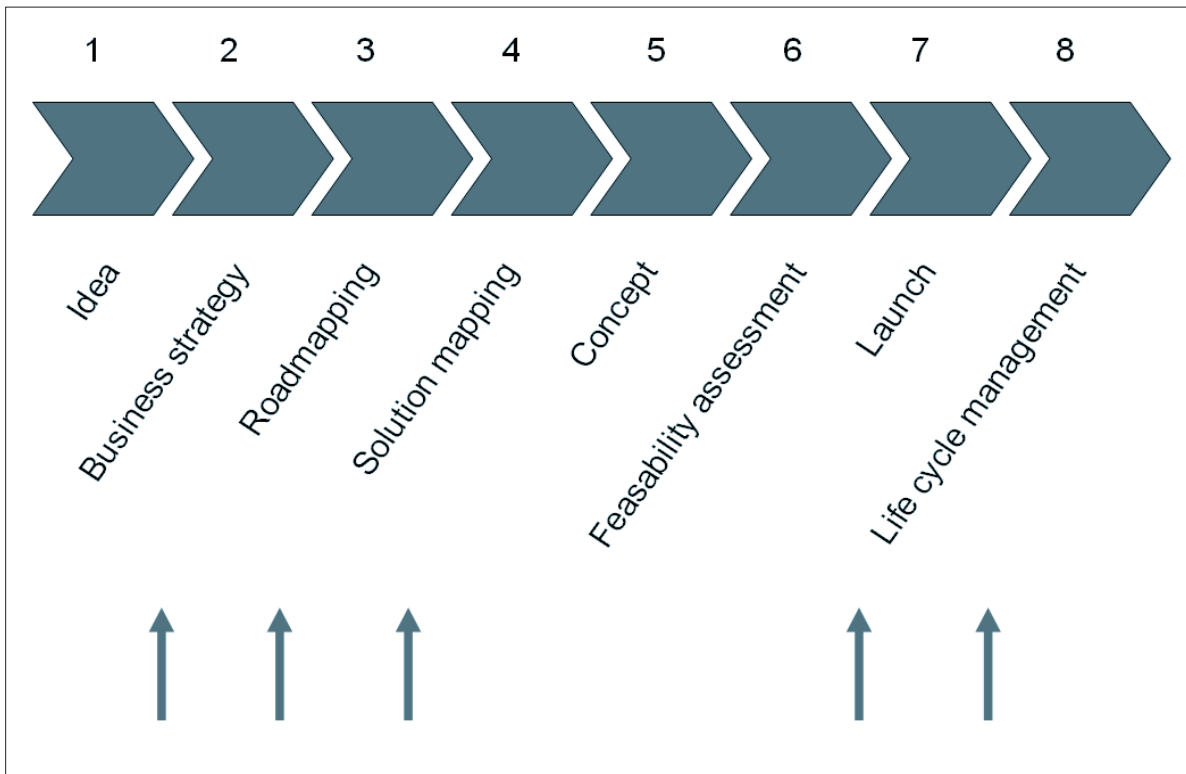 1 2 3 4 5 6 7 8
Idea
Business strategy
Roadmapping
Solution mapping
Concept
Feasability assessment
Launch
Life cycle management